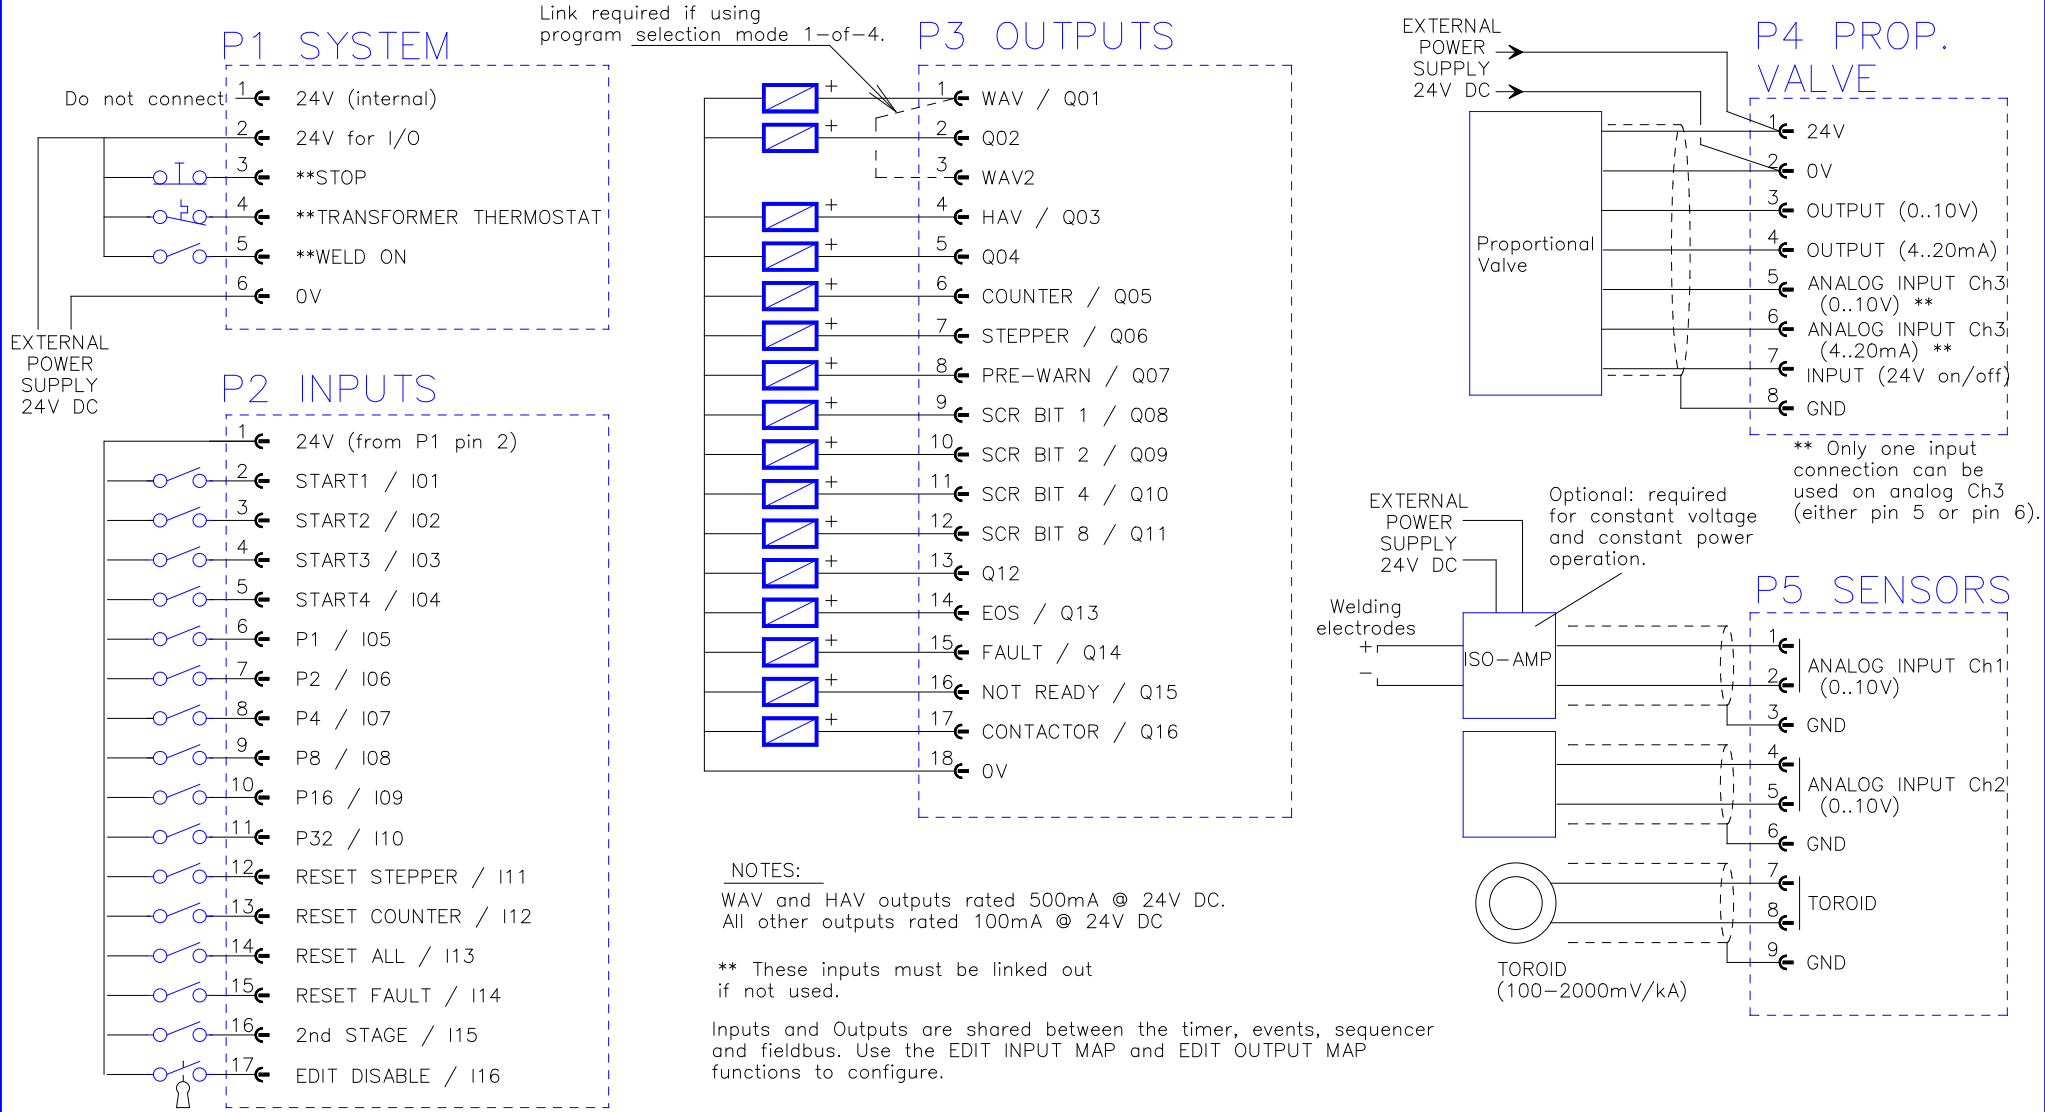 P1 SYSTEM
Do not connect
1 24V (internal)
2 24V for I/O
3 **STOP
4 **TRANSFORMER THERMOSTAT
5 **WELD ON
6 0V
EXTERNAL
POWER
SUPPLY
24V DC
P2 INPUTS
1 24V (from P1 pin 2)
2 START1 / I01
3 START2 / I02
4 START3 / I03
5 START4 / I04
6 P1 / I05
7 P2 / I06
8 P4 / I07
9 P8 / I08
10 P16 / I09
11 P32 / I10
12 RESET STEPPER / I11
13 RESET COUNTER / I12
14 RESET ALL / I13
15 RESET FAULT / I14
16 2nd STAGE / I15
17 EDIT DISABLE / I16
Link required if using
program selection mode 1-of-4.
P3 OUTPUTS
+ 1 WAV / Q01
+ 2 Q02
3 WAV2
+ 4 HAV / Q03
+ 5 Q04
+ 6 COUNTER / Q05
+ 7 STEPPER / Q06
+ 8 PRE-WARN / Q07
+ 9 SCR BIT 1 / Q08
+ 10 SCR BIT 2 / Q09
+ 11 SCR BIT 4 / Q10
+ 12 SCR BIT 8 / Q11
+ 13 Q12
+ 14 EOS / Q13
+ 15 FAULT / Q14
+ 16 NOT READY / Q15
+ 17 CONTACTOR / Q16
18 0V
NOTES:
WAV and HAV outputs rated 500mA @ 24V DC.
All other outputs rated 100mA @ 24V DC
** These inputs must be linked out
if not used.
Inputs and Outputs are shared between the timer, events, sequencer
and fieldbus. Use the EDIT INPUT MAP and EDIT OUTPUT MAP
functions to configure.
EXTERNAL
POWER
SUPPLY
24V DC
P4 PROP.
VALVE
Proportional
Valve
1 24V
2 0V
3 OUTPUT (0..10V)
4 OUTPUT (4..20mA)
5 ANALOG INPUT Ch3
(0..10V) **
6 ANALOG INPUT Ch3
(4..20mA) **
7 INPUT (24V on/off)
8 GND
** Only one input
connection can be
used on analog Ch3
(either pin 5 or pin 6).
EXTERNAL
POWER
SUPPLY
24V DC
Optional: required
for constant voltage
and constant power
operation.
P5 SENSORS
Welding
electrodes
+
-
ISO-AMP
1
ANALOG INPUT Ch1
2 (0..10V)
3 GND
4
ANALOG INPUT Ch2
5 (0..10V)
6 GND
7
TOROID
8
9 GND
TOROID
(100-2000mV/kA)